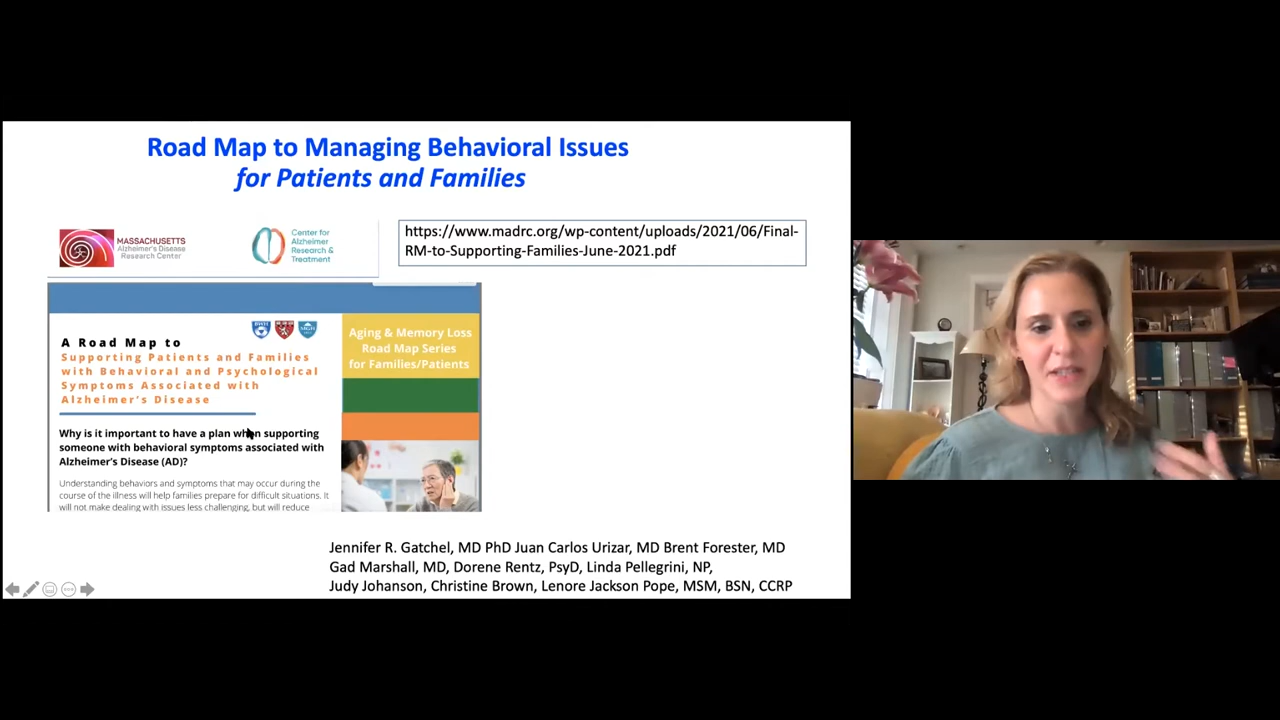 Road Map to Managing Behavioral Issues
for Patients and Families
MASSACHUSETTS
Alzheimer's Disease
Research Center
Center for
Alzheimer
Research &
Treatment
https://www.madrc.org/wp-content/uploads/2021/06/Final-
RM-to-Supporting-Families-June-2021.pdf
A Road Map to
Supporting Patients and Families
with Behavioral and Psychological
Symptoms Associated with
Alzheimer's Disease
Aging & Memory Loss
Road Map Series
for Families/Patients
Why is it important to have a plan when supporting
someone with behavioral symptoms associated with
Alzheimer's Disease (AD)?
Understanding behaviors and symptoms that may occur during the
course of the illness will help families prepare for difficult situations. It
will not make dealing with issues less challenging, but will reduce
Jennifer R. Gatchel, MD PhD Juan Carlos Urizar, MD Brent Forester, MD
Gad Marshall, MD, Dorene Rentz, PsyD, Linda Pellegrini, NP,
Judy Johanson, Christine Brown, Lenore Jackson Pope, MSM, BSN, CCRP